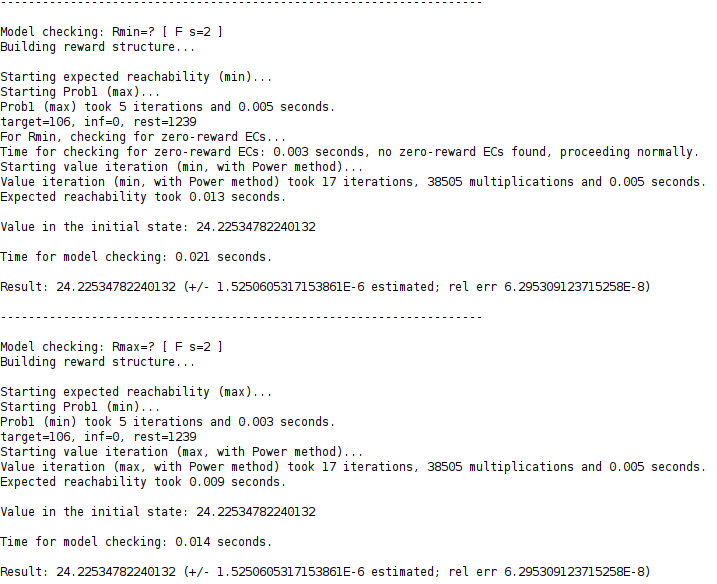 ---------------------------------------------------------------------
Model checking: Rmin=? [ F s=2 ]
Building reward structure...
Starting expected reachability (min)...
Starting Prob1 (max)...
Prob1 (max) took 5 iterations and 0.005 seconds.
target=106, inf=0, rest=1239
For Rmin, checking for zero-reward ECs...
Time for checking for zero-reward ECs: 0.003 seconds, no zero-reward ECs found, proceeding normally.
Starting value iteration (min, with Power method)...
Value iteration (min, with Power method) took 17 iterations, 38505 multiplications and 0.005 seconds.
Expected reachability took 0.013 seconds.
Value in the initial state: 24.22534782240132
Time for model checking: 0.021 seconds.
Result: 24.22534782240132 (+/- 1.5250605317153861E-6 estimated; rel err 6.295309123715258E-8)
---------------------------------------------------------------------
Model checking: Rmax=? [ F s=2 ]
Building reward structure...
Starting expected reachability (max)...
Starting Prob1 (min)...
Prob1 (min) took 5 iterations and 0.003 seconds.
target=106, inf=0, rest=1239
Starting value iteration (max, with Power method)...
Value iteration (max, with Power method) took 17 iterations, 38505 multiplications and 0.005 seconds.
Expected reachability took 0.009 seconds.
Value in the initial state: 24.22534782240132
Time for model checking: 0.014 seconds.
Result: 24.22534782240132 (+/- 1.5250605317153861E-6 estimated; rel err 6.295309123715258E-8)